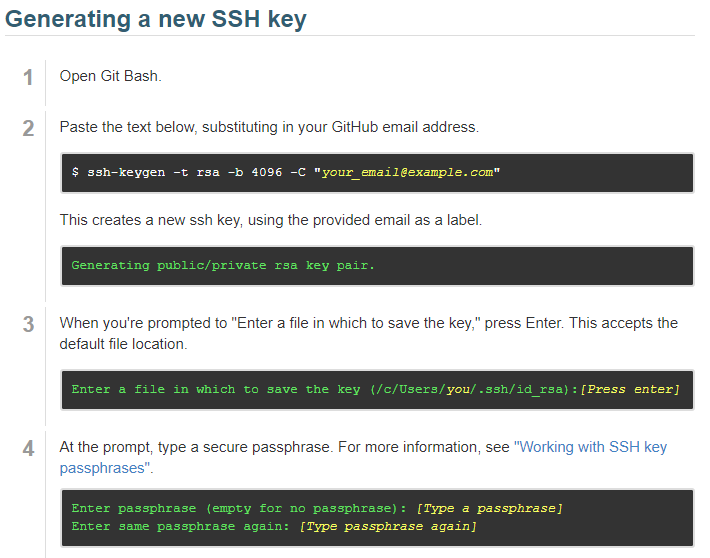 Generating a new SSH key
1 Open Git Bash.
2 Paste the text below, substituting in your GitHub email address.
$ ssh-keygen -t rsa -b 4096 -C "your_email@example.com"
This creates a new ssh key, using the provided email as a label.
Generating public/private rsa key pair.
3 When you're prompted to "Enter a file in which to save the key," press Enter. This accepts the
default file location.
Enter a file in which to save the key (/c/Users/you/.ssh/id_rsa):[Press enter]
4 At the prompt, type a secure passphrase. For more information, see "Working with SSH key
passphrases".
Enter passphrase (empty for no passphrase): [Type a passphrase]
Enter same passphrase again: [Type passphrase again]